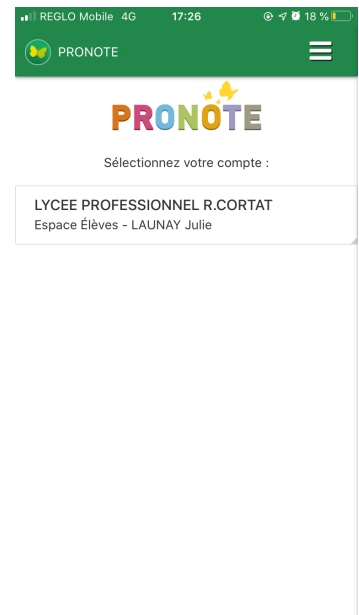 REGLO Mobile 4G 17:26 18 %
PRONOTE
PRONOTE
Sélectionnez votre compte :
LYCEE PROFESSIONNEL R.CORTAT
Espace Élèves - LAUNAY Julie